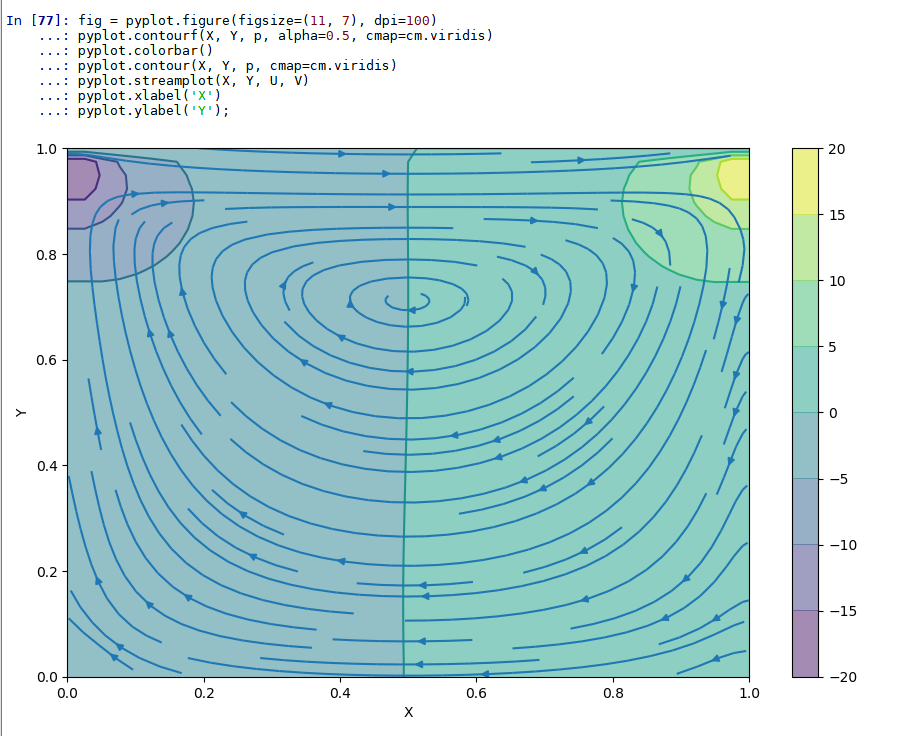 In [77]: fig = pyplot.figure(figsize=(11, 7), dpi=100)
...: pyplot.contourf(X, Y, p, alpha=0.5, cmap=cm.viridis)
...: pyplot.colorbar()
...: pyplot.contour(X, Y, p, cmap=cm.viridis)
...: pyplot.streamplot(X, Y, U, V)
...: pyplot.xlabel('X')
...: pyplot.ylabel('Y');
1.0
0.8
0.6
0.4
0.2
0.0
Y
0.0 0.2 0.4 0.6 0.8 1.0
X
20
15
10
5
0
−5
−10
−15
−20